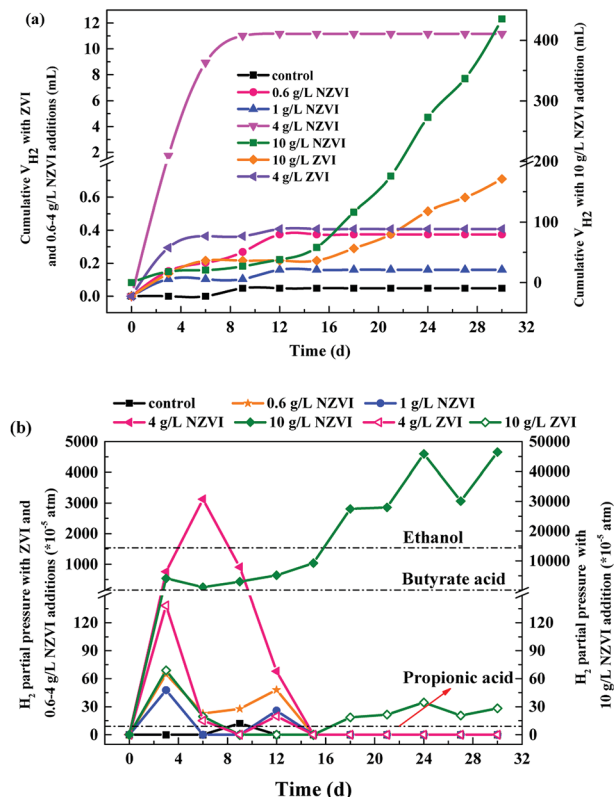 (a)
Cumulative V_H2 with ZVI
and 0.6-4 g/L NZVI additions (mL)
12
10
8
6
4
2
0.6
0.4
0.2
0.0
control
0.6 g/L NZVI
1 g/L NZVI
4 g/L NZVI
10 g/L NZVI
10 g/L ZVI
4 g/L ZVI
400
300
200
100
0
Cumulative V_H2 with 10 g/L NZVI addition (mL)
0 4 8 12 16 20 24 28 32
Time (d)
control 0.6 g/L NZVI 1 g/L NZVI
(b) 4 g/L NZVI 10 g/L NZVI 4 g/L ZVI 10 g/L ZVI
H2 partial pressure with ZVI and
0.6-4 g/L NZVI additions (*10-5 atm)
5000
4000
3000
2000
1000
120
90
60
30
0
Ethanol
Butyrate acid
Propionic acid
50000
40000
30000
20000
10000
120
90
60
30
0
H2 partial pressure with
10 g/L NZVI addition (*10-5 atm)
0 4 8 12 16 20 24 28 32
Time (d)